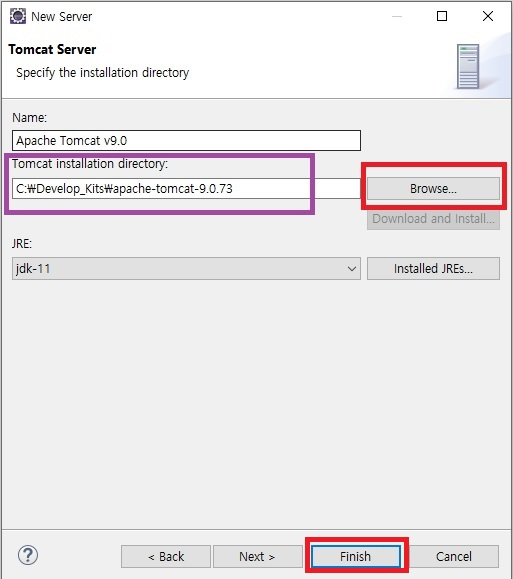 New Server
Tomcat Server
Specify the installation directory
Name:
Apache Tomcat v9.0
Tomcat installation directory:
C:₩Develop_Kits₩apache-tomcat-9.0.73
Browse...
Download and Install...
JRE:
jdk-11
Installed JREs...
?
< Back
Next >
Finish
Cancel